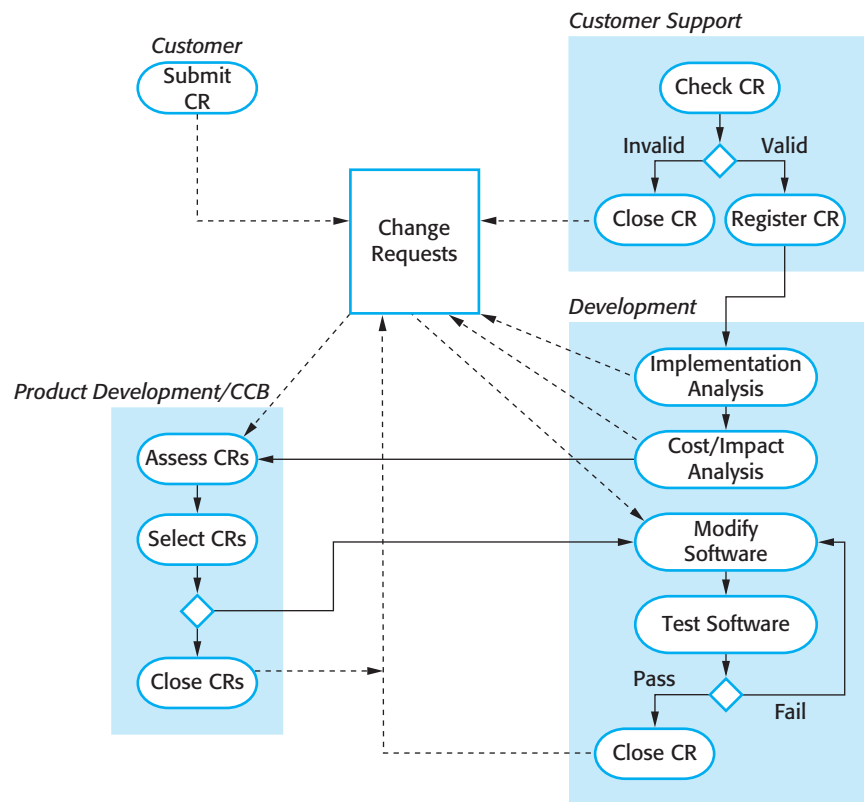 Customer
Submit
CR
Customer Support
Check CR
Invalid
Valid
Close CR
Register CR
Change
Requests
Development
Implementation
Analysis
Cost/Impact
Analysis
Product Development/CCB
Assess CRs
Select CRs
Close CRs
Modify
Software
Test Software
Pass
Fail
Close CR